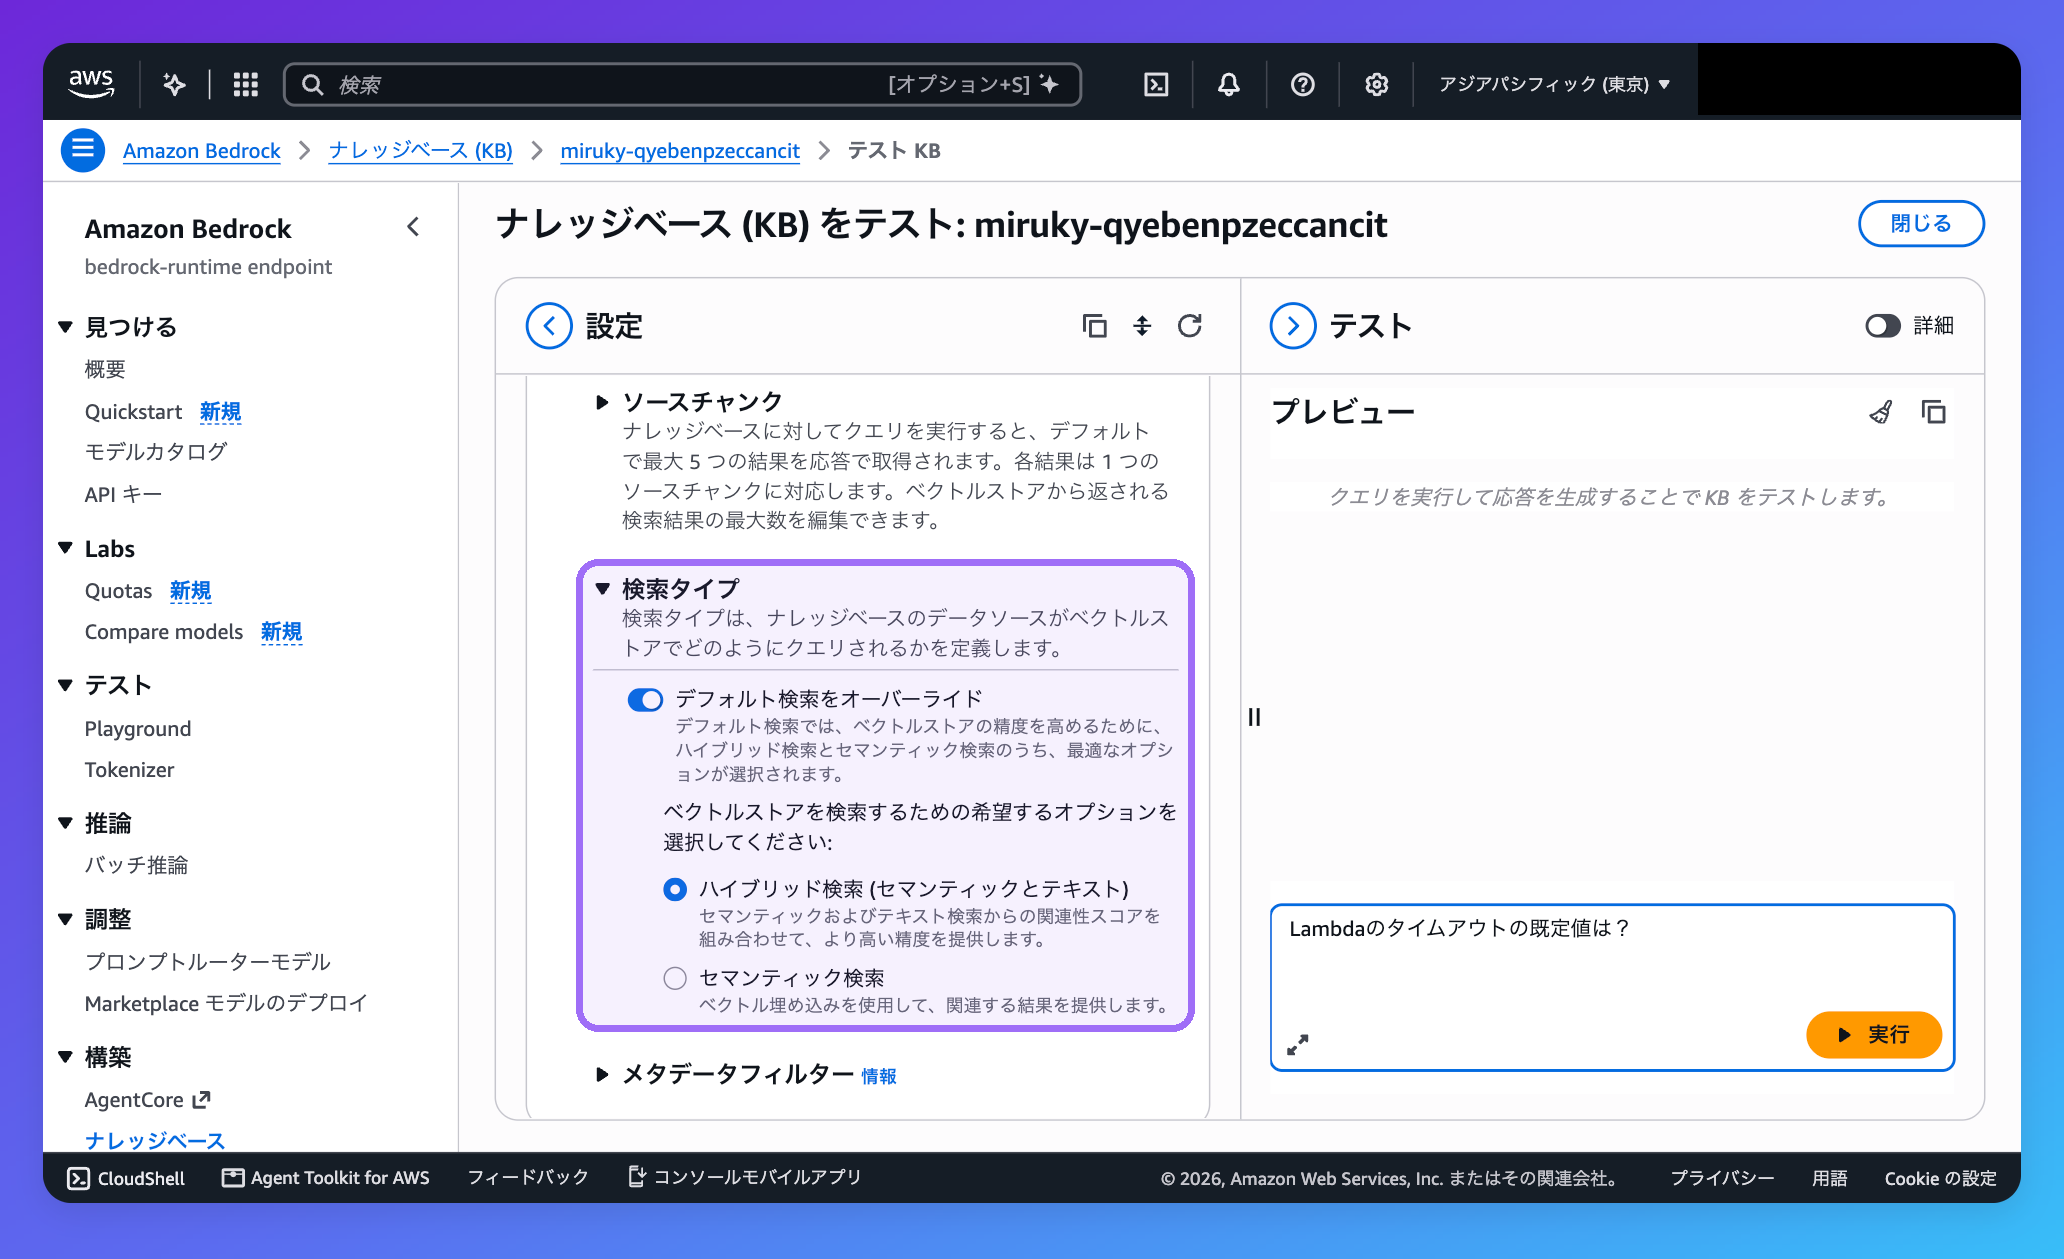 aws
検索
[オプション+S]
アジアパシフィック (東京) ▼
Amazon Bedrock
ナレッジベース (KB)
miruky-qyebenpzeccancit
テスト KB
Amazon Bedrock
bedrock-runtime endpoint
見つける
概要
Quickstart 新規
モデルカタログ
API キー
Labs
Quotas 新規
Compare models 新規
テスト
Playground
Tokenizer
推論
バッチ推論
調整
プロンプトルーターモデル
Marketplace モデルのデプロイ
構築
AgentCore
ナレッジベース
ナレッジベース (KB) をテスト: miruky-qyebenpzeccancit
閉じる
設定
ソースチャンク
ナレッジベースに対してクエリを実行すると、デフォルト
で最大 5 つの結果を応答で取得されます。各結果は 1 つの
ソースチャンクに対応します。ベクトルストアから返される
検索結果の最大数を編集できます。
検索タイプ
検索タイプは、ナレッジベースのデータソースがベクトルス
トアでどのようにクエリされるかを定義します。
デフォルト検索をオーバーライド
デフォルト検索では、ベクトルストアの精度を高めるために、
ハイブリッド検索とセマンティック検索のうち、最適なオプシ
ョンが選択されます。
ベクトルストアを検索するための希望するオプションを
選択してください:
ハイブリッド検索 (セマンティックとテキスト)
セマンティックおよびテキスト検索からの関連性スコアを
組み合わせて、より高い精度を提供します。
セマンティック検索
ベクトル埋め込みを使用して、関連する結果を提供します。
メタデータフィルター 情報
テスト
詳細
プレビュー
クエリを実行して応答を生成することで KB をテストします。
Lambdaのタイムアウトの既定値は？
実行
CloudShell
Agent Toolkit for AWS
フィードバック
コンソールモバイルアプリ
© 2026, Amazon Web Services, Inc. またはその関連会社。
プライバシー
用語
Cookie の設定